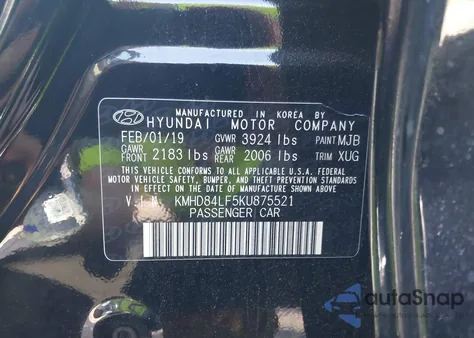 MANUFACTURED IN KOREA BY
HYUNDAI MOTOR COMPANY
FEB/01/19 GVWR 3924 lbs PAINT MJB
GAWR FRONT 2183 lbs GAWR REAR 2006 lbs TRIM XUG
THIS VEHICLE CONFORMS TO ALL APPLICABLE U.S.A. FEDERAL
MOTOR VEHICLE SAFETY, BUMPER, AND THEFT PREVENTION
STANDARDS IN EFFECT ON THE DATE OF MANUFACTURE SHOWN ABOVE.
V.I.N. KMHD84LF5KU875521
PASSENGER CAR
autaSnap